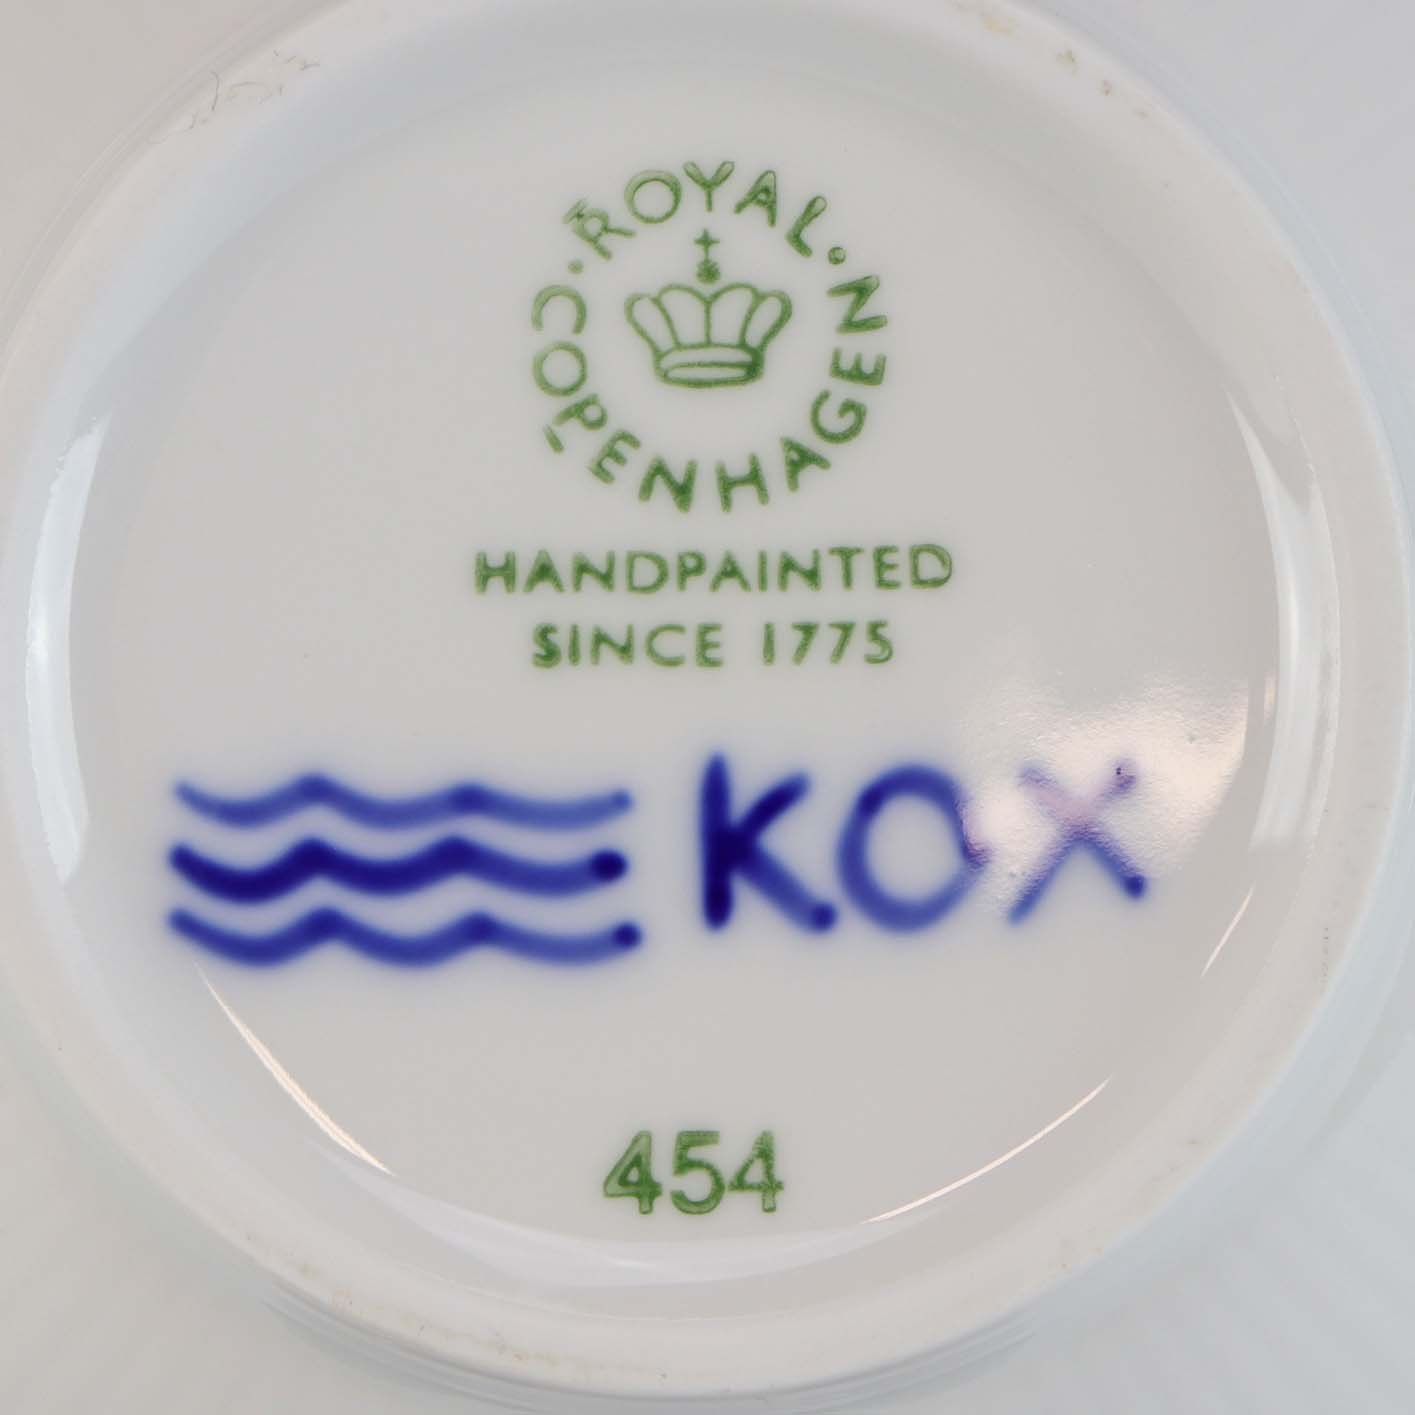 · ROYAL ·
COPENHAGEN
HANDPAINTED
SINCE 1775
KOX
454